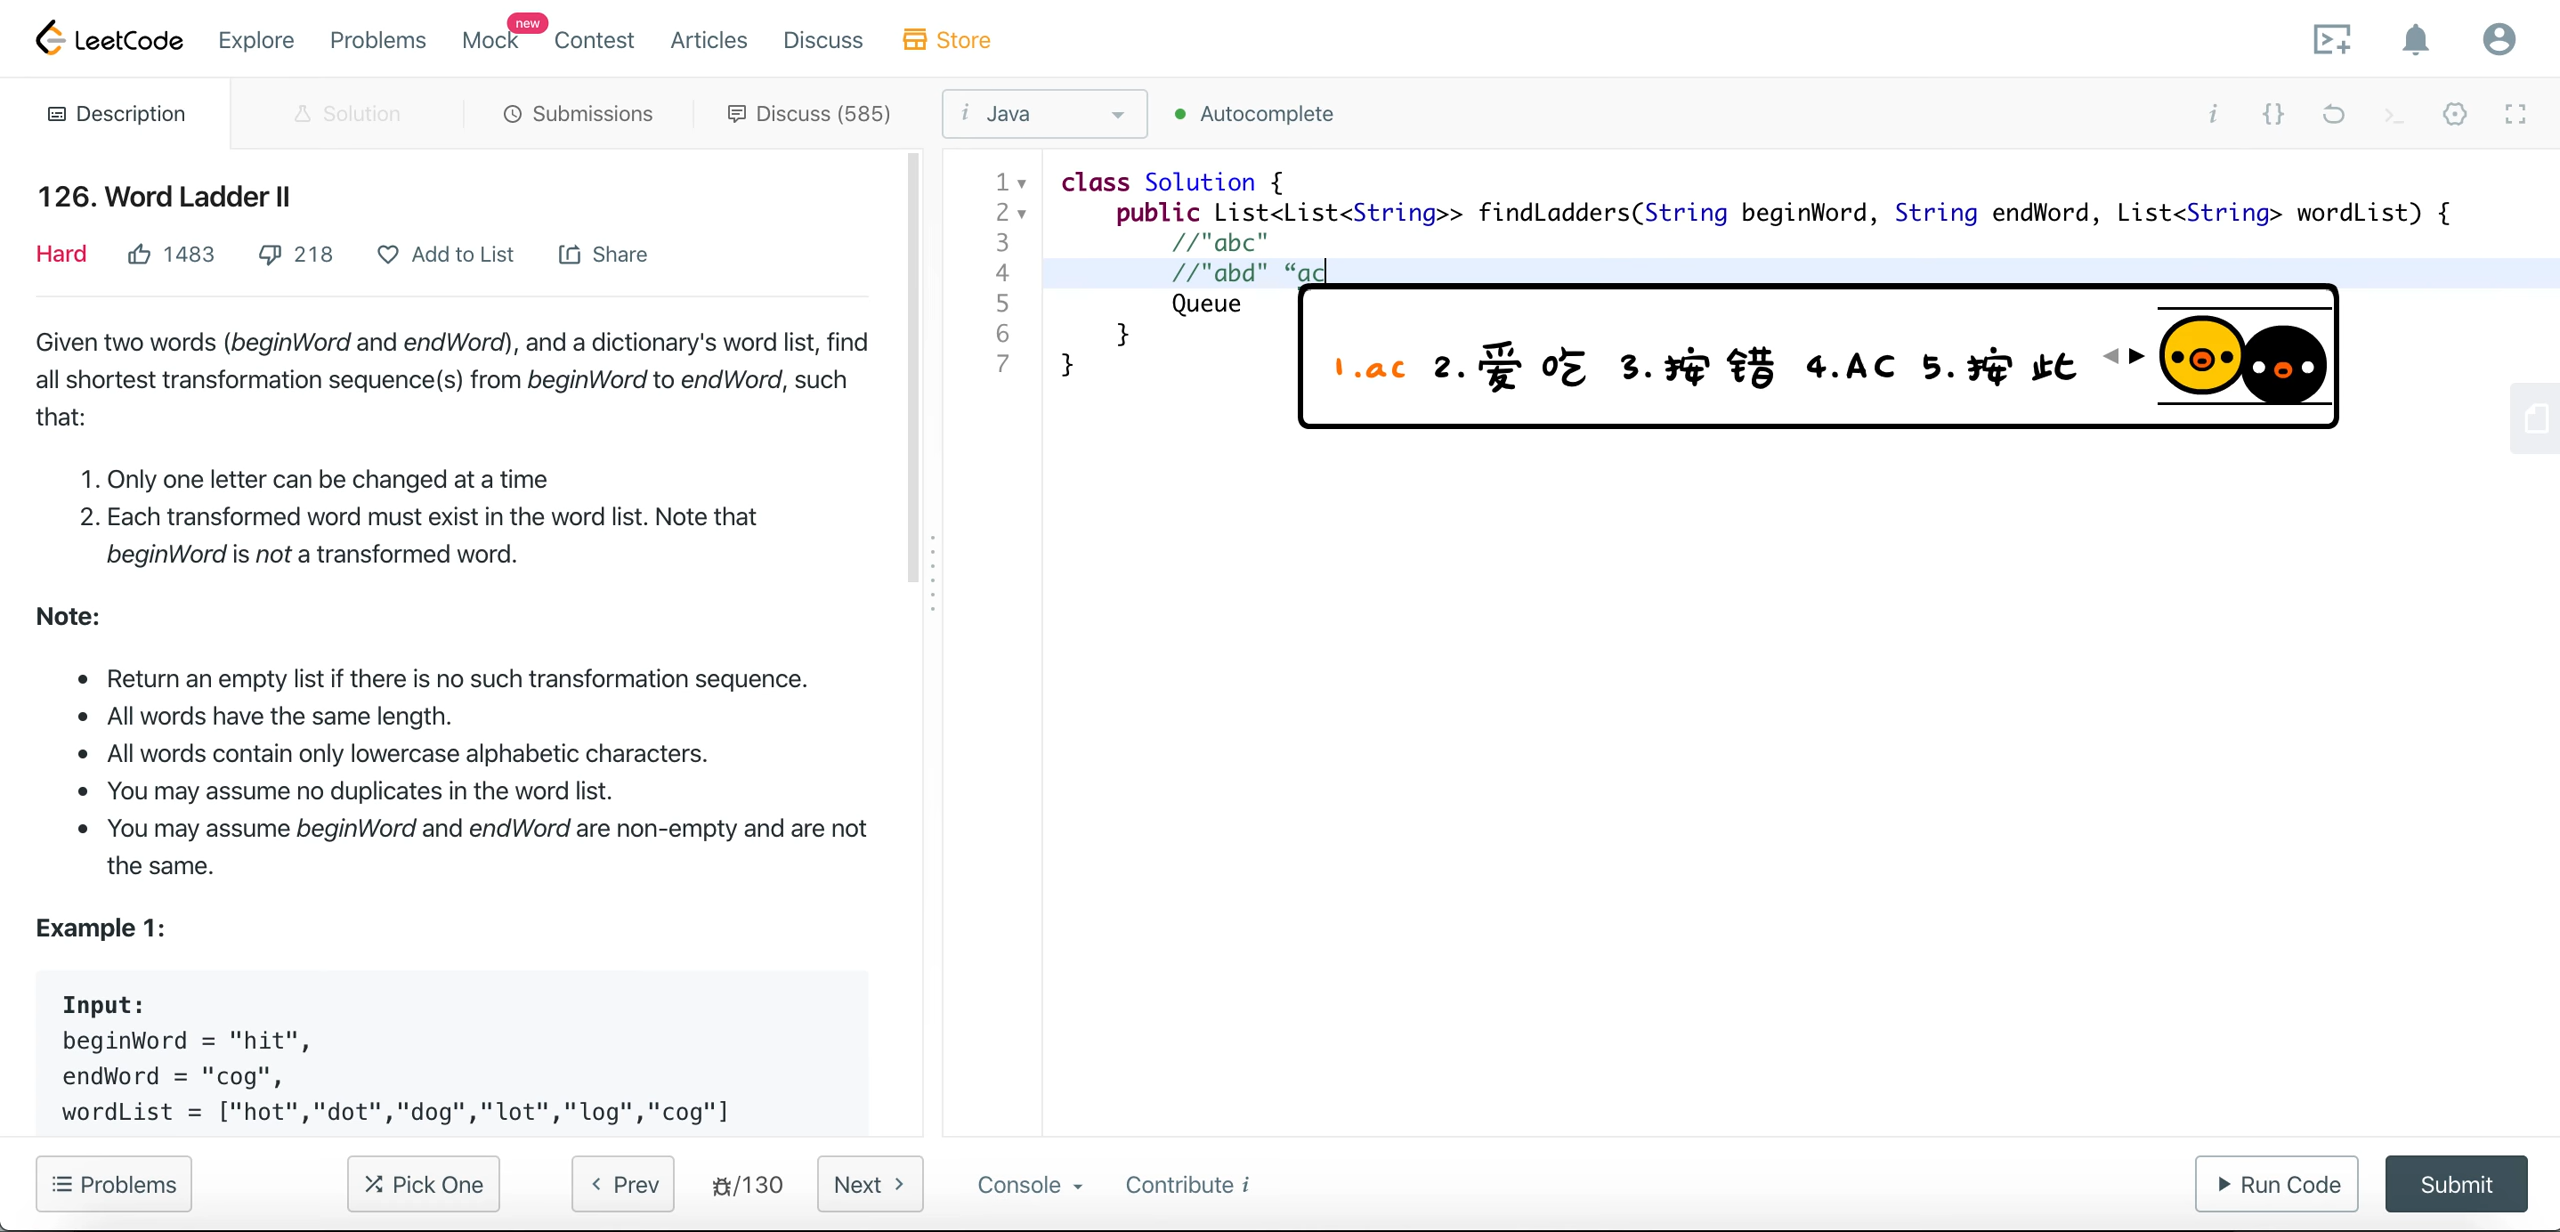 LeetCode Explore Problems Mock new Contest Articles Discuss Store
Description Solution Submissions Discuss (585) i Java Autocomplete i {}
126. Word Ladder II
Hard 1483 218 Add to List Share
Given two words (beginWord and endWord), and a dictionary's word list, find
all shortest transformation sequence(s) from beginWord to endWord, such
that:
1. Only one letter can be changed at a time
2. Each transformed word must exist in the word list. Note that
beginWord is not a transformed word.
Note:
• Return an empty list if there is no such transformation sequence.
• All words have the same length.
• All words contain only lowercase alphabetic characters.
• You may assume no duplicates in the word list.
• You may assume beginWord and endWord are non-empty and are not
the same.
Example 1:
Input:
beginWord = "hit",
endWord = "cog",
wordList = ["hot","dot","dog","lot","log","cog"]
1 class Solution {
2 public List<List<String>> findLadders(String beginWord, String endWord, List<String> wordList) {
3 //"abc"
4 //"abd" “ac
5 Queue
6 }
7 }
1.ac 2.爱吃 3.按错 4.AC 5.按此
Problems Pick One Prev /130 Next Console Contribute i Run Code Submit